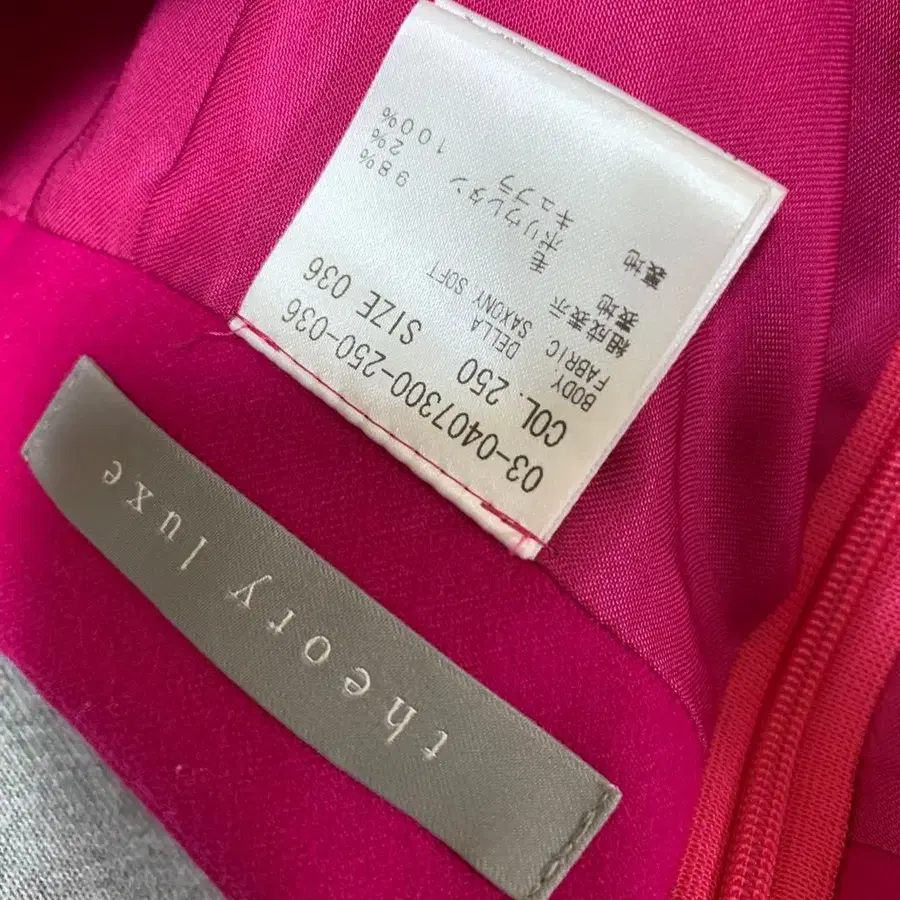 03-0407300-250-036
COL. 250 SIZE 036
BODY: DELLA
FABRIC SAXONY SOFT
組成表示
表地 毛 98%
ポリウレタン 2%
裏地 キュプラ 100%
theory luxe